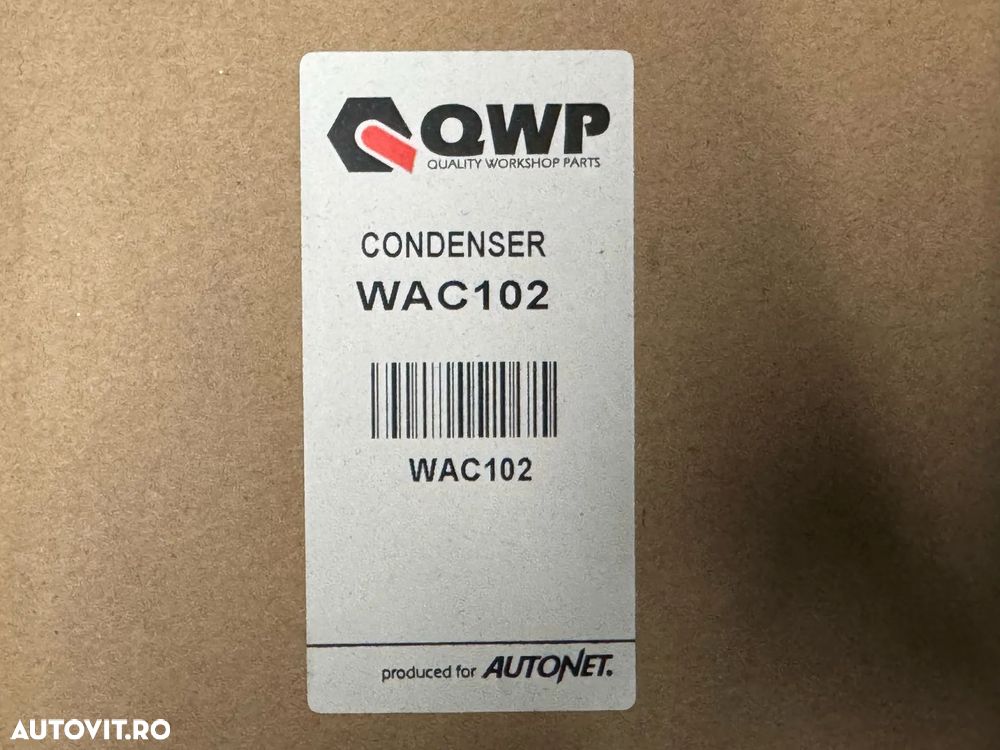 QWP
QUALITY WORKSHOP PARTS
CONDENSER
WAC102
WAC102
produced for AUTONET.
AUTOVIT.RO